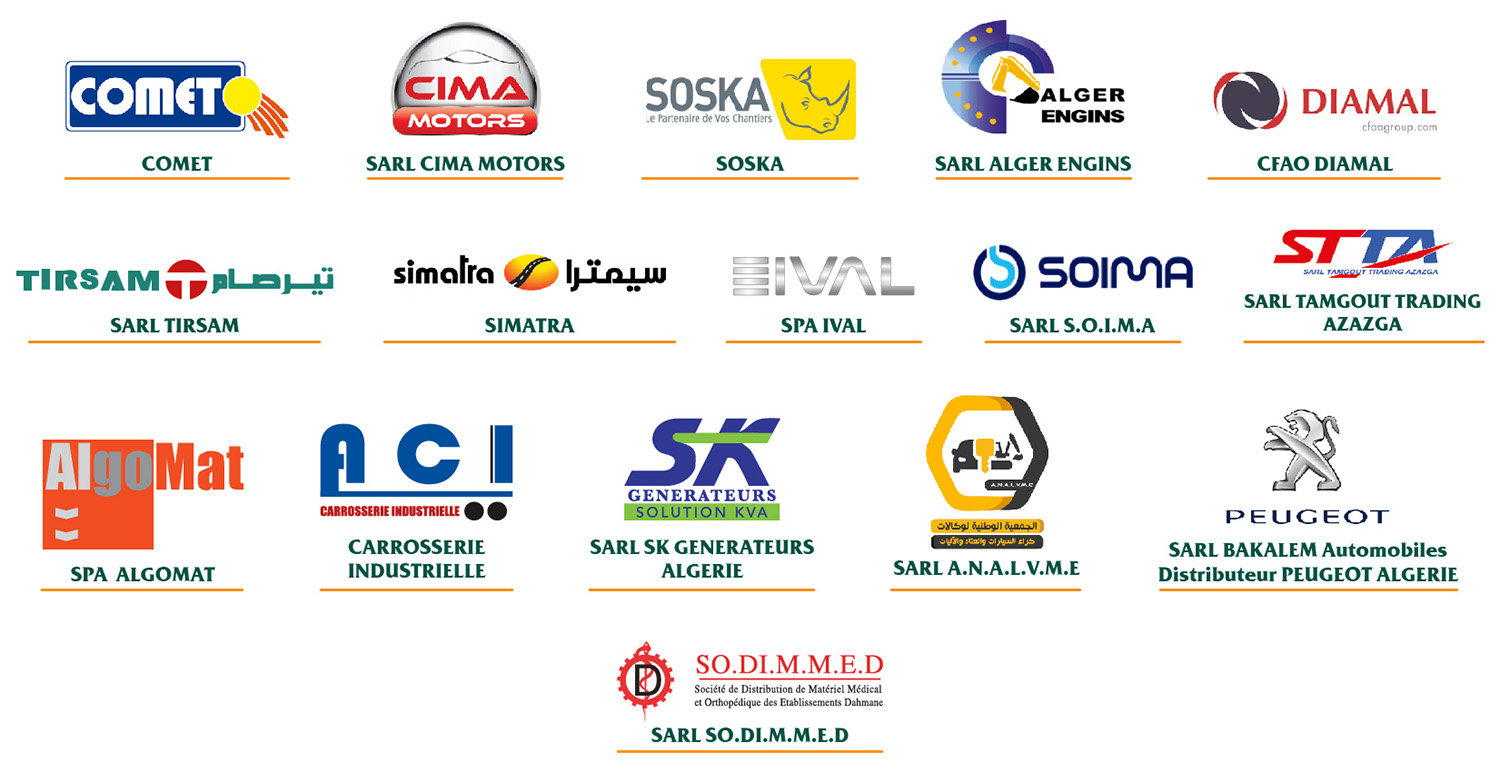 COMET
COMET
CIMA
MOTORS
SARL CIMA MOTORS
SOSKA
Le Partenaire de Vos Chantiers
SOSKA
ALGER
ENGINS
SARL ALGER ENGINS
DIAMAL
cfaogroup.com
CFAO DIAMAL
TIRSAM تيرصام
SARL TIRSAM
simatra سيمترا
SIMATRA
IVAL
SPA IVAL
SOIMA
SARL S.O.I.M.A
STTA
SARL TAMGOUT TRADING AZAZGA
SARL TAMGOUT TRADING
AZAZGA
AlgoMat
SPA ALGOMAT
ACI
CARROSSERIE INDUSTRIELLE
CARROSSERIE
INDUSTRIELLE
SK
GENERATEURS
SOLUTION KVA
SARL SK GENERATEURS
ALGERIE
A.N.A.L.V.M.E
الجمعية الوطنية لوكالات
كراء السيارات والعتاد والآليات
SARL A.N.A.L.V.M.E
PEUGEOT
SARL BAKALEM Automobiles
Distributeur PEUGEOT ALGERIE
D
SO.DI.M.M.E.D
Société de Distribution de Matériel Médical
et Orthopédique des Etablissements Dahmane
SARL SO.DI.M.M.E.D